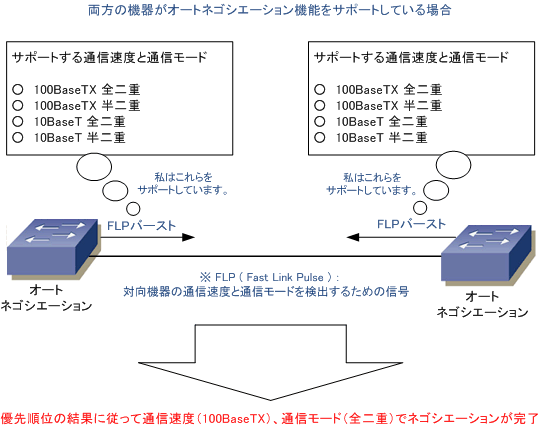 両方の機器がオートネゴシエーション機能をサポートしている場合
サポートする通信速度と通信モード
○ 100BaseTX 全二重
○ 100BaseTX 半二重
○ 10BaseT 全二重
○ 10BaseT 半二重
サポートする通信速度と通信モード
○ 100BaseTX 全二重
○ 100BaseTX 半二重
○ 10BaseT 全二重
○ 10BaseT 半二重
私はこれらを
サポートしています。
私はこれらを
サポートしています。
FLPバースト
FLPバースト
オート
ネゴシエーション
オート
ネゴシエーション
※ FLP ( Fast Link Pulse ) :
対向機器の通信速度と通信モードを検出するための信号
優先順位の結果に従って通信速度(100BaseTX)、通信モード(全二重)でネゴシエーションが完了